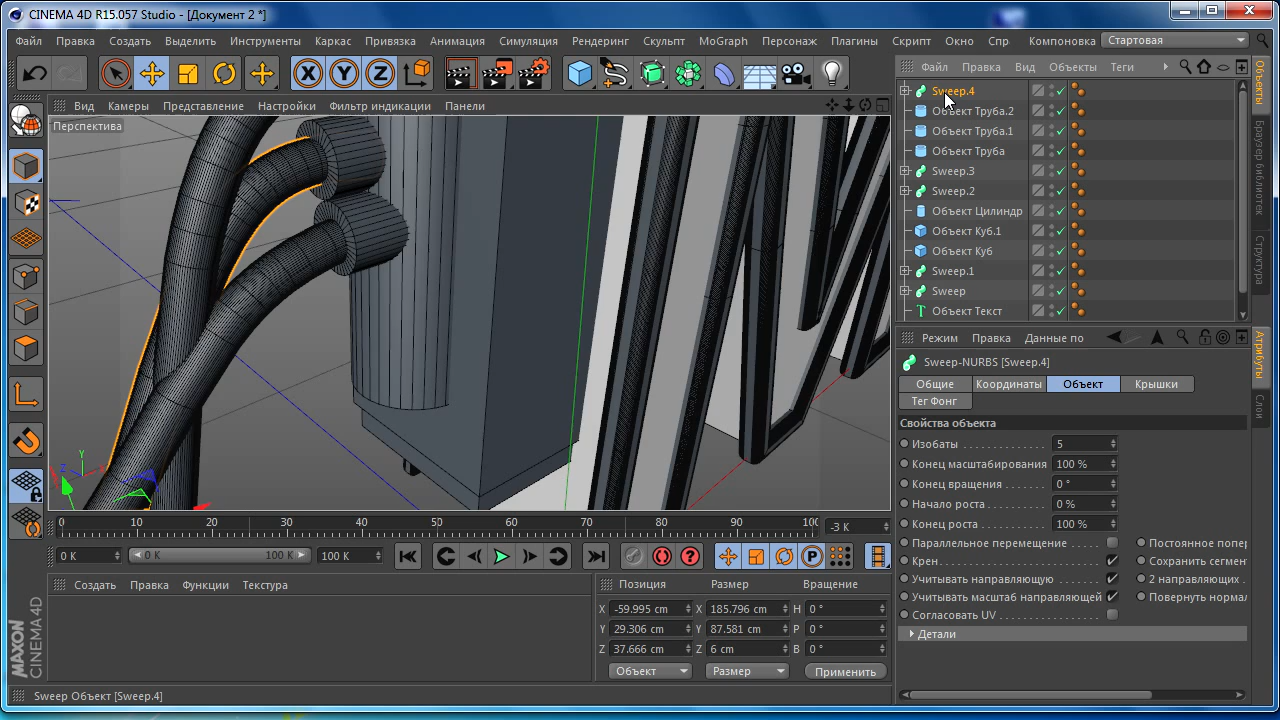 CINEMA 4D R15.057 Studio - [Документ 2 *]
Файл Правка Создать Выделить Инструменты Каркас Привязка Анимация Симуляция Рендеринг Скульпт MoGraph Персонаж Плагины Скрипт Окно Спр Компоновка Стартовая
X Y Z
Файл Правка Вид Объекты Теги
Вид Камеры Представление Настройки Фильтр индикации Панели
Перспектива
Sweep.4
Объект Труба.2
Объект Труба.1
Объект Труба
Sweep.3
Sweep.2
Объект Цилиндр
Объект Куб.1
Объект Куб
Sweep.1
Sweep
Объект Текст
Объекты
Браузер библиотек
Структура
Режим Правка Данные по
Sweep-NURBS [Sweep.4]
Общие Координаты Объект Крышки
Тег Фонг
Свойства объекта
Изобаты 5
Конец масштабирования 100 %
Конец вращения 0 °
Начало роста 0 %
Конец роста 100 %
Параллельное перемещение Постоянное попер
Крен Сохранить сегмен
Учитывать направляющую 2 направляющих
Учитывать масштаб направляющей Повернуть норма
Согласовать UV
Детали
Атрибуты
Слои
Y
Z
0 10 20 30 40 50 60 70 80 90 100 -3 K
0 K 0 K 100 K 100 K
P
Создать Правка Функции Текстура
Позиция Размер Вращение
X -59.995 cm X 185.796 cm H 0 °
Y 29.306 cm Y 87.581 cm P 0 °
Z 37.666 cm Z 6 cm B 0 °
Объект Размер Применить
MAXON
CINEMA 4D
Sweep Объект [Sweep.4]